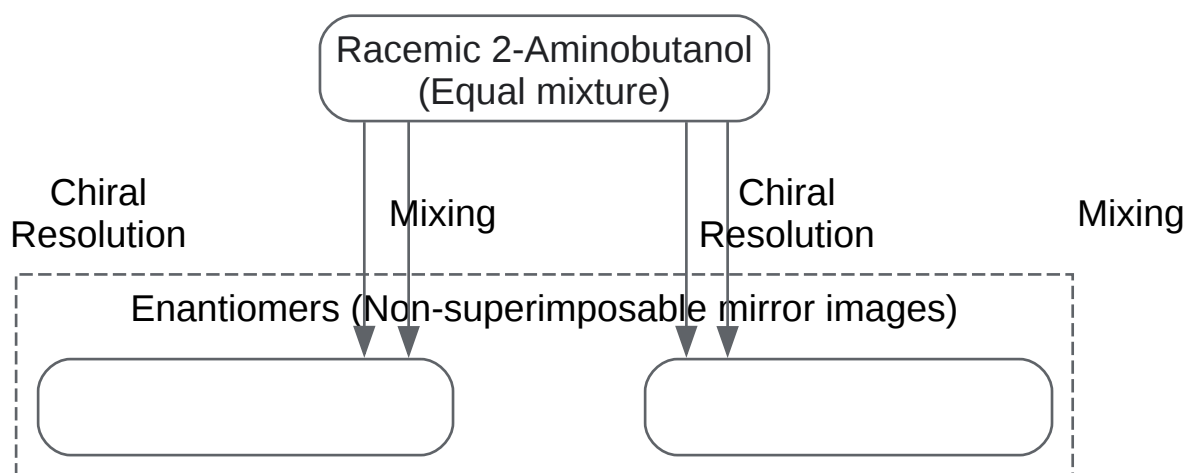 Racemic 2-Aminobutanol
(Equal mixture)
Chiral
Resolution
Mixing
Chiral
Resolution
Mixing
Enantiomers (Non-superimposable mirror images)